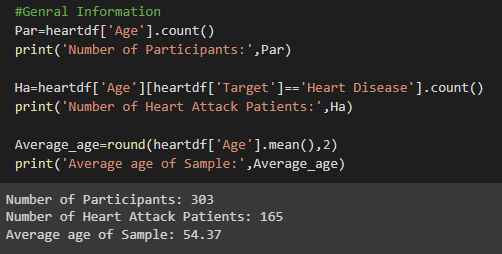 #Genral Information
Par=heartdf['Age'].count()
print('Number of Participants:',Par)
Ha=heartdf['Age'][heartdf['Target']=='Heart Disease'].count()
print('Number of Heart Attack Patients:',Ha)
Average_age=round(heartdf['Age'].mean(),2)
print('Average age of Sample:',Average_age)
Number of Participants: 303
Number of Heart Attack Patients: 165
Average age of Sample: 54.37